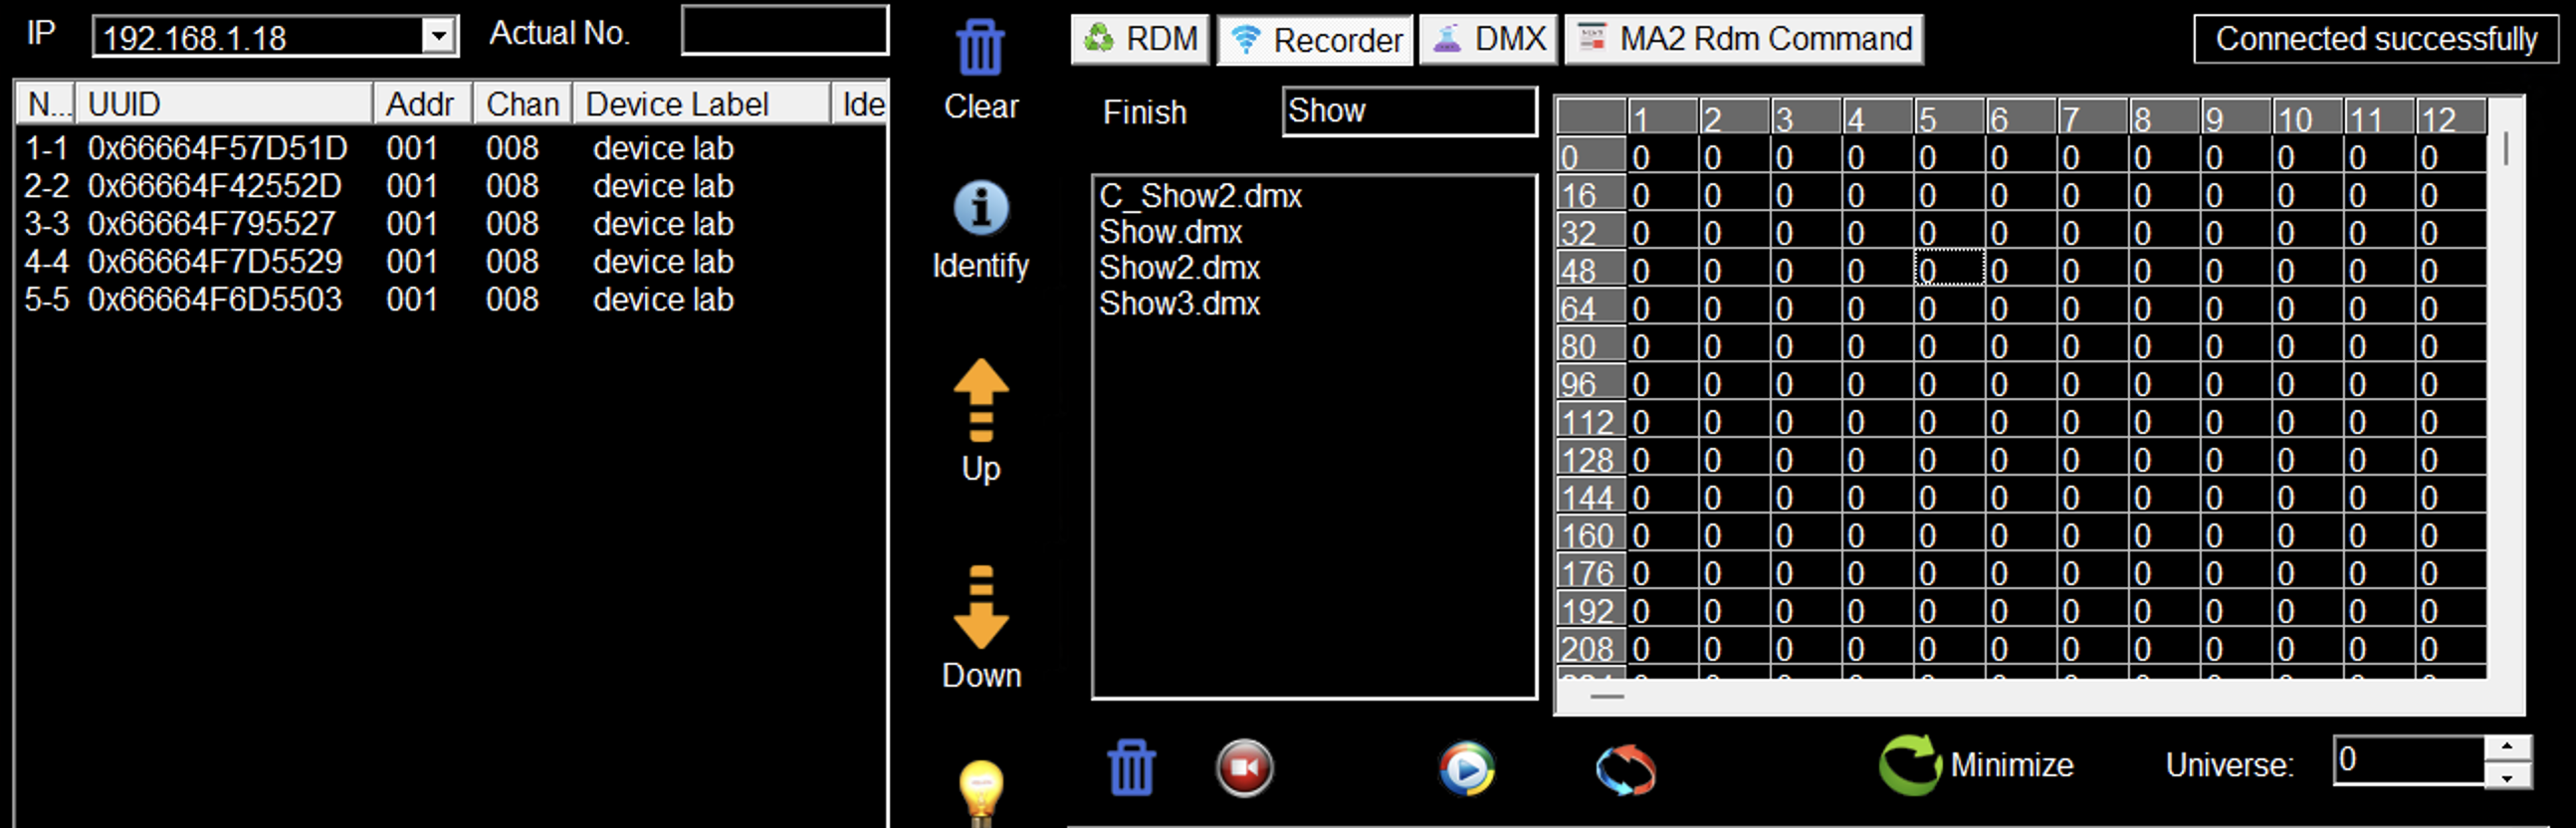 IP 192.168.1.18 Actual No.
N... UUID Addr Chan Device Label Ide
1-1 0x66664F57D51D 001 008 device lab
2-2 0x66664F42552D 001 008 device lab
3-3 0x66664F795527 001 008 device lab
4-4 0x66664F7D5529 001 008 device lab
5-5 0x66664F6D5503 001 008 device lab
Clear
Identify
Up
Down
RDM Recorder DMX MA2 Rdm Command
Connected successfully
Finish Show
C_Show2.dmx
Show.dmx
Show2.dmx
Show3.dmx
1 2 3 4 5 6 7 8 9 10 11 12
0 0 0 0 0 0 0 0 0 0 0 0 0
16 0 0 0 0 0 0 0 0 0 0 0 0
32 0 0 0 0 0 0 0 0 0 0 0 0
48 0 0 0 0 0 0 0 0 0 0 0 0
64 0 0 0 0 0 0 0 0 0 0 0 0
80 0 0 0 0 0 0 0 0 0 0 0 0
96 0 0 0 0 0 0 0 0 0 0 0 0
112 0 0 0 0 0 0 0 0 0 0 0 0
128 0 0 0 0 0 0 0 0 0 0 0 0
144 0 0 0 0 0 0 0 0 0 0 0 0
160 0 0 0 0 0 0 0 0 0 0 0 0
176 0 0 0 0 0 0 0 0 0 0 0 0
192 0 0 0 0 0 0 0 0 0 0 0 0
208 0 0 0 0 0 0 0 0 0 0 0 0
Minimize Universe: 0